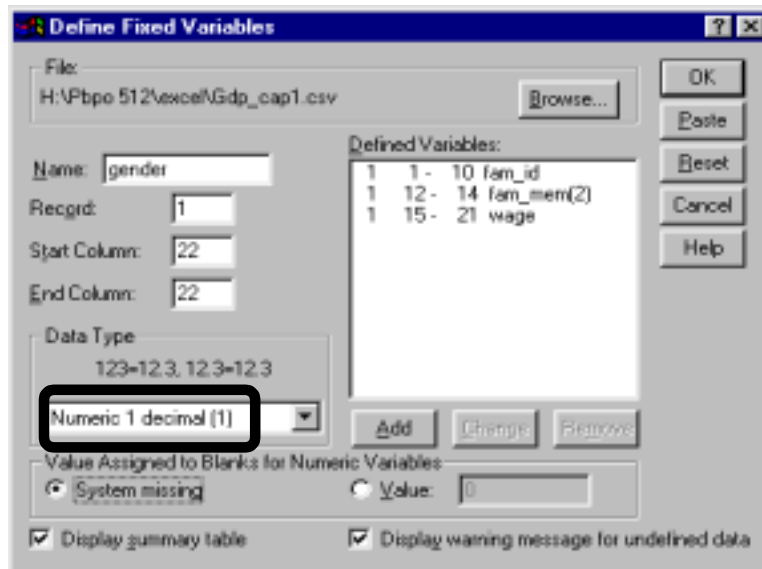 Define Fixed Variables
File:
H:\Pbpo 512\excel\Gdp_cap1.csv
Browse...
OK
Paste
Reset
Cancel
Help
Name: gender
Record: 1
Start Column: 22
End Column: 22
Defined Variables:
1 1 - 10 fam_id
1 12 - 14 fam_mem(2)
1 15 - 21 wage
Data Type
123=12.3, 12.3=12.3
Numeric 1 decimal (1)
Add
Change
Remove
Value Assigned to Blanks for Numeric Variables
System missing
Value: 0
Display summary table
Display warning message for undefined data